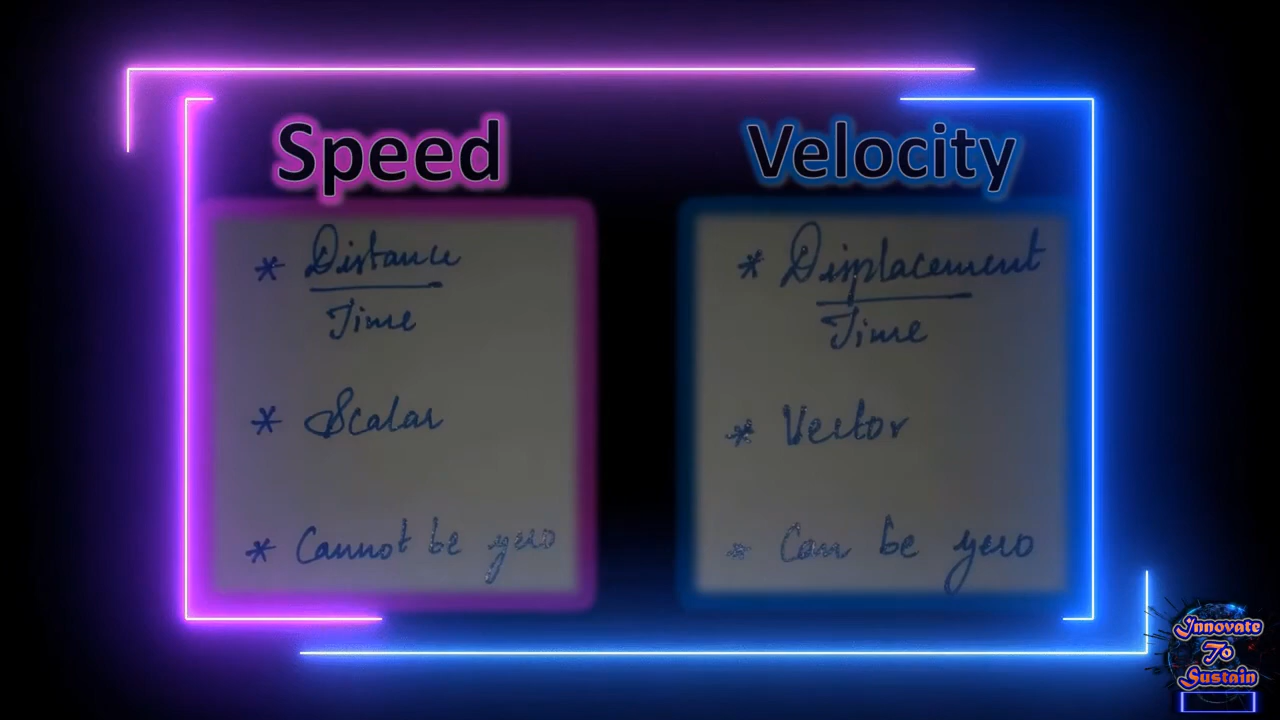 Speed
* Distance
Time
* Scalar
* Cannot be zero
Velocity
* Displacement
Time
* Vector
* Can be zero
Innovate
To
Sustain